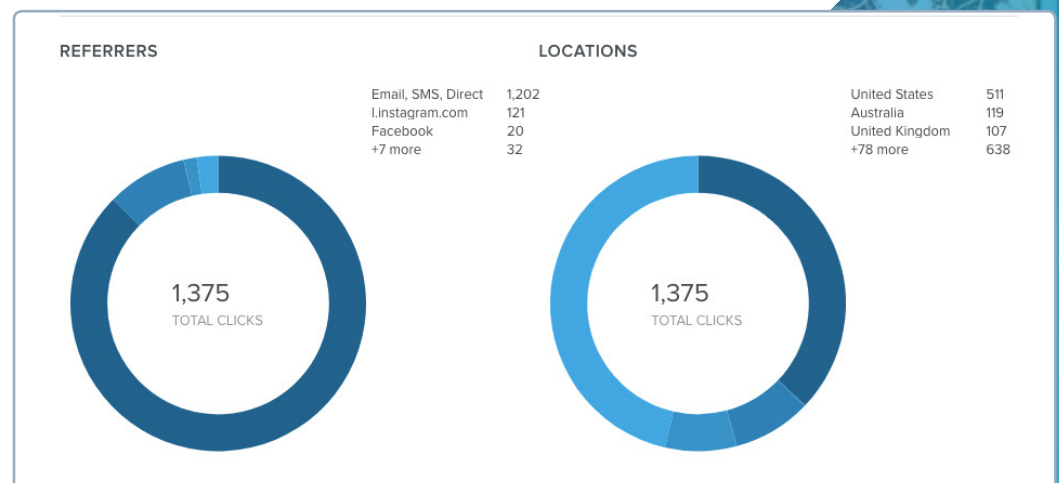 REFERRERS
Email, SMS, Direct 1,202
l.instagram.com 121
Facebook 20
+7 more 32
1,375
TOTAL CLICKS
LOCATIONS
United States 511
Australia 119
United Kingdom 107
+78 more 638
1,375
TOTAL CLICKS